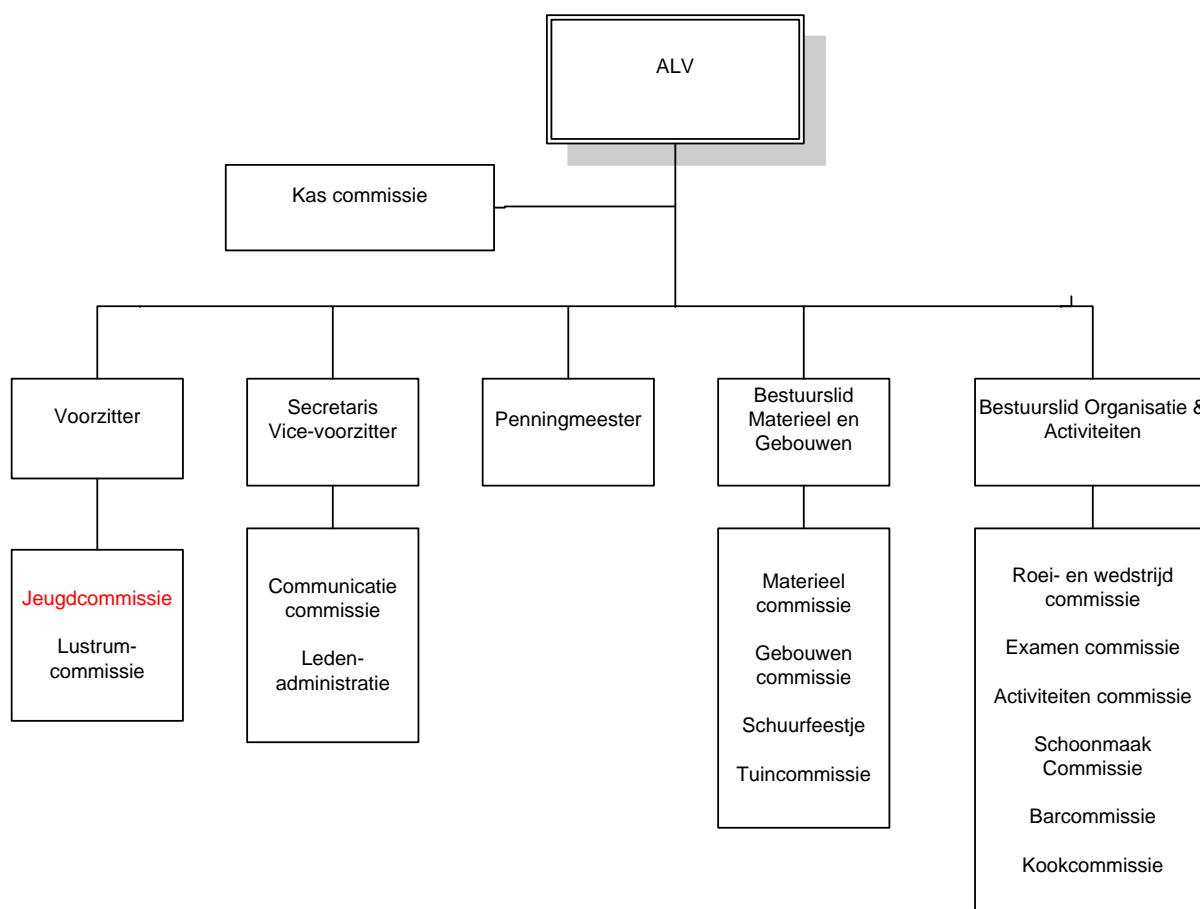 ALV
Kas commissie
Voorzitter
Secretaris
Vice-voorzitter
Penningmeester
Bestuurslid
Materieel en
Gebouwen
Bestuurslid Organisatie &
Activiteiten
Jeugdcommissie
Lustrum-
commissie
Communicatie
commissie
Leden-
administratie
Materieel
commissie
Gebouwen
commissie
Schuurfeestje
Tuincommissie
Roei- en wedstrijd
commissie
Examen commissie
Activiteiten commissie
Schoonmaak
Commissie
Barcommissie
Kookcommissie